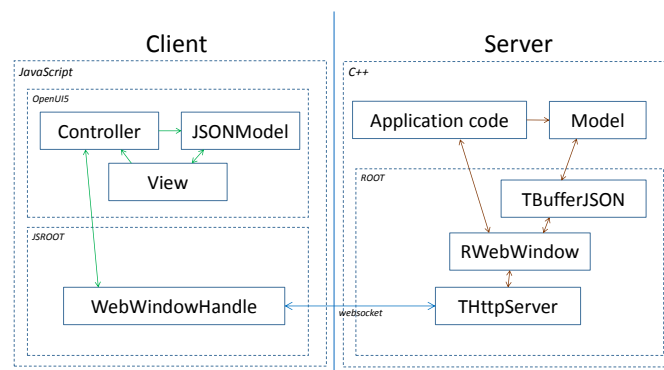 Client
Server
JavaScript
OpenUI5
Controller
JSONModel
View
JSROOT
WebWindowHandle
websocket
C++
Application code
Model
ROOT
TBufferJSON
RWebWindow
THttpServer